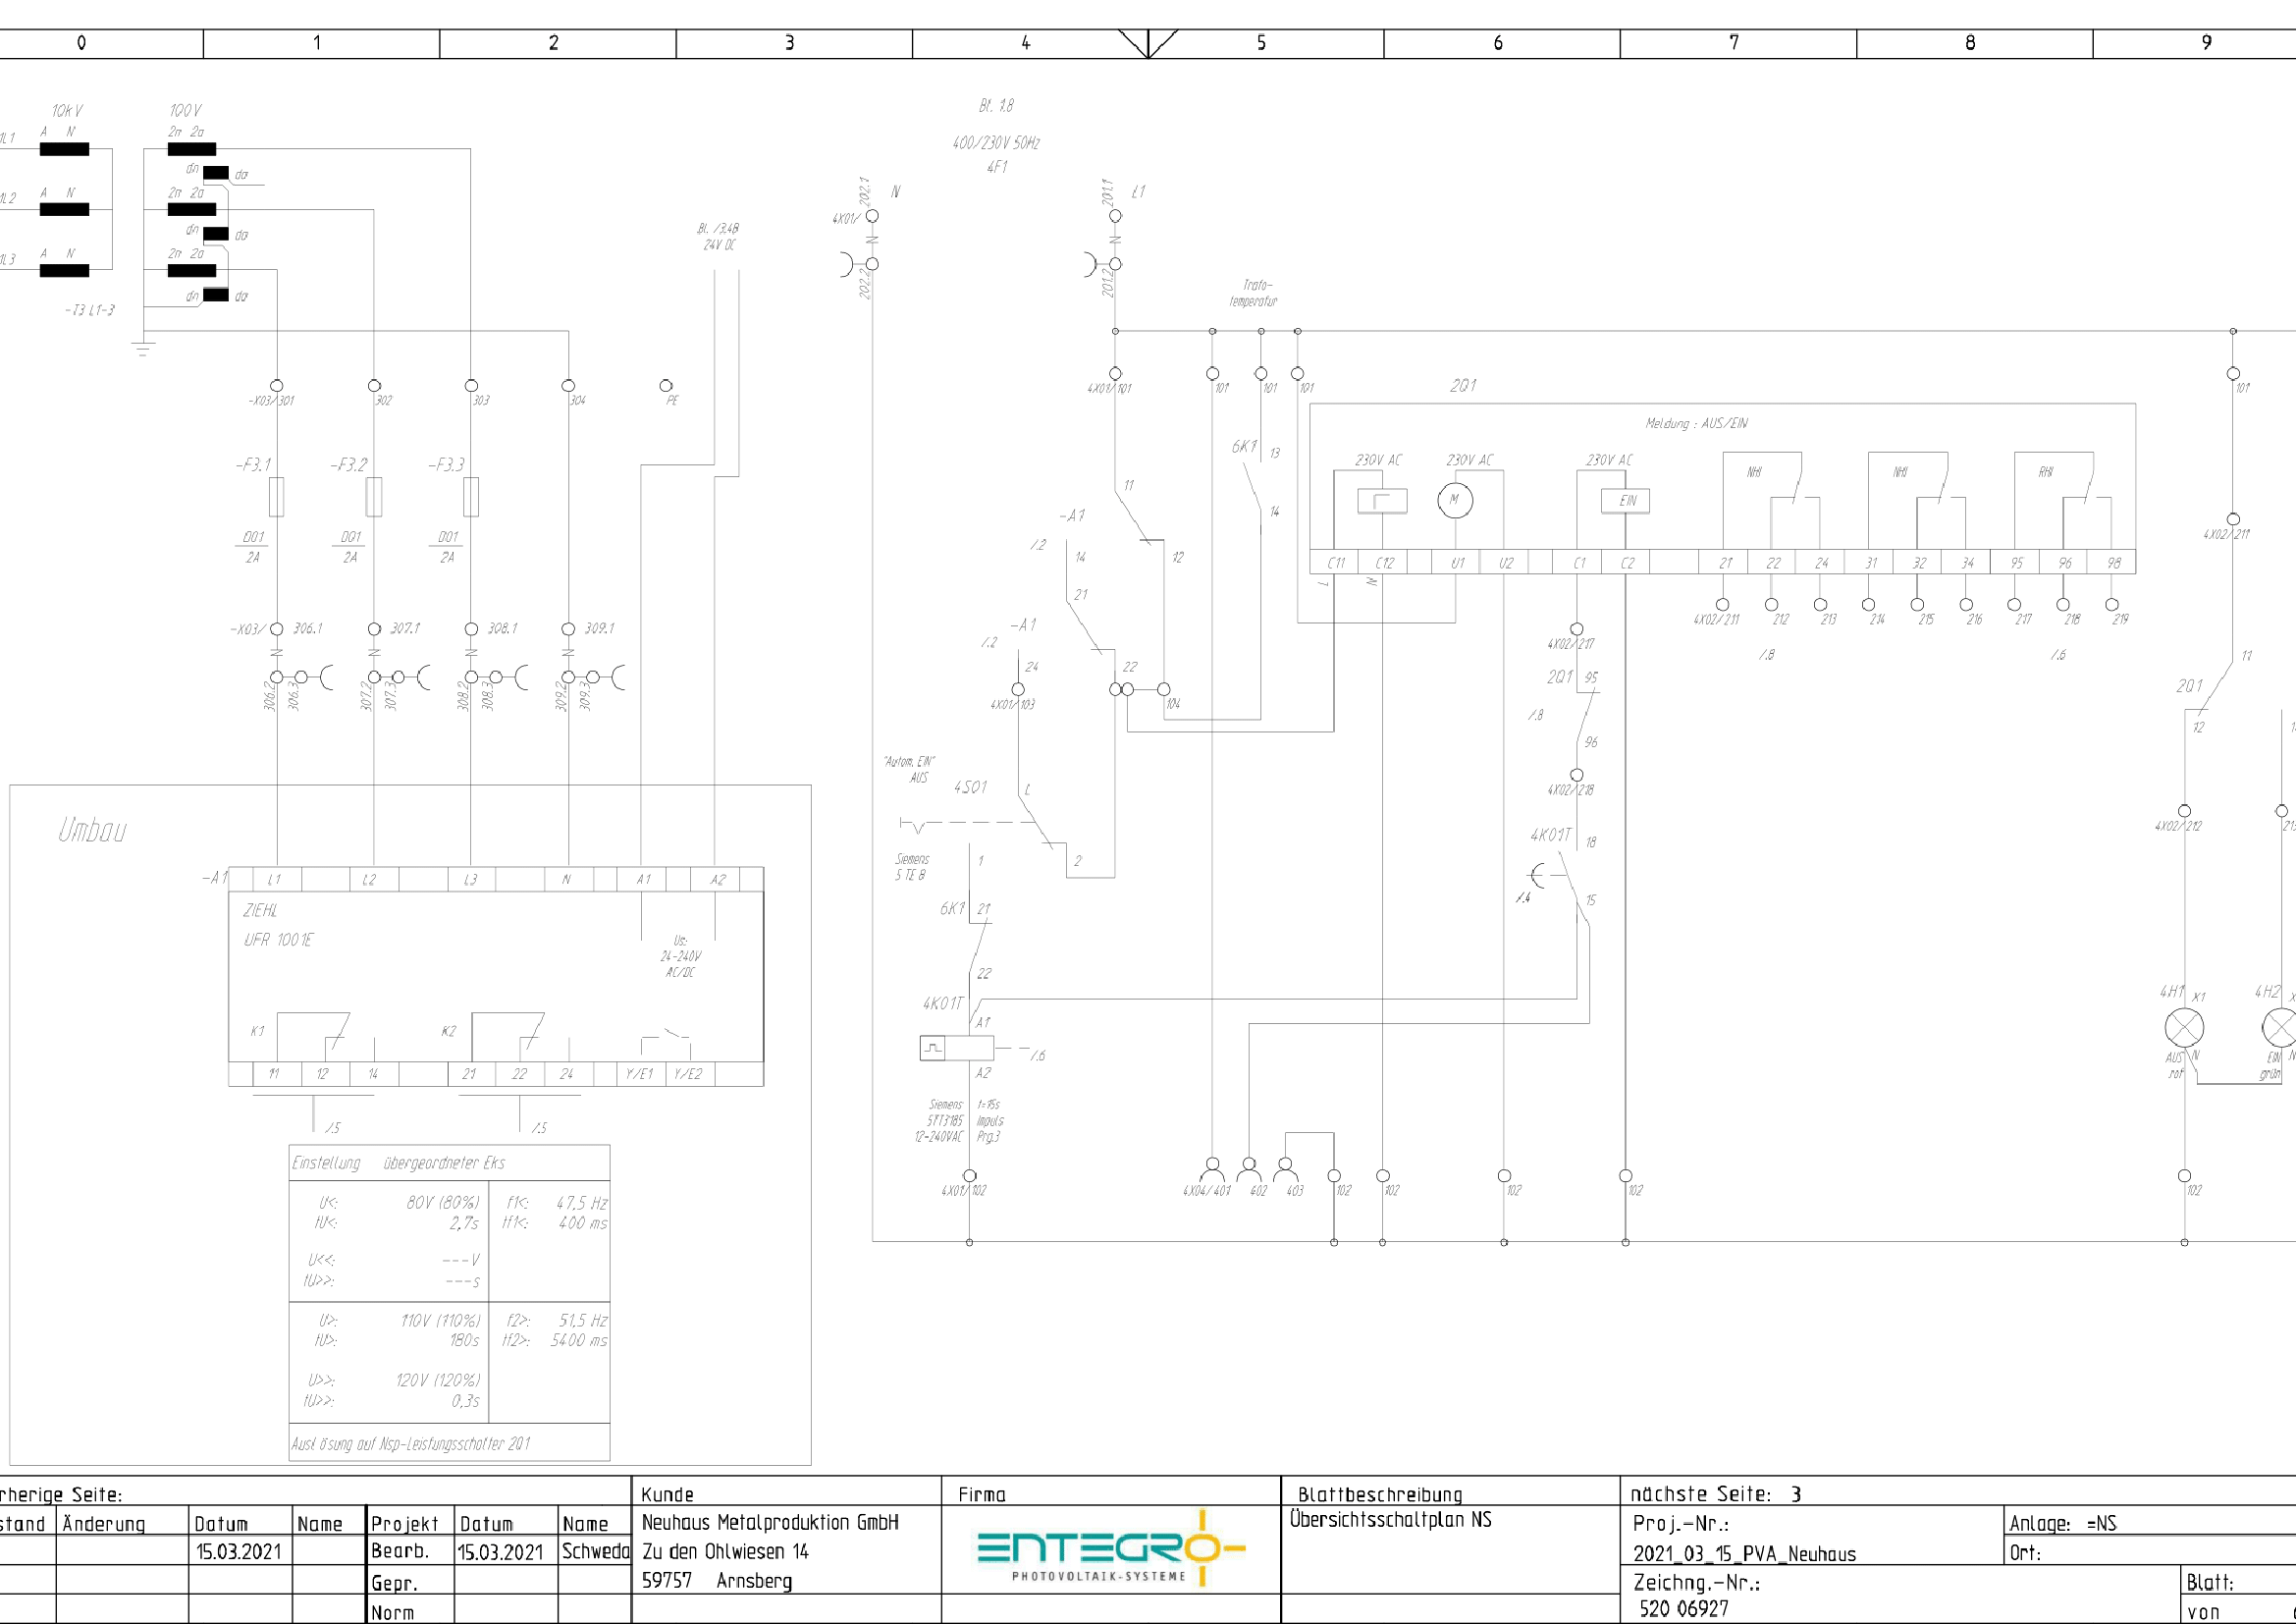 0 1 2 3 4 5 6 7 8 9
10kV 100V
1L1 A N 2n 2a
dn da
1L2 A N 2n 2a
dn da
1L3 A N 2n 2a
dn da
-T3 L1-3
Bl. /3.4B
24V DC
-X03/301 302 303 304 PE
-F3.1 -F3.2 -F3.3
D01 D01 D01
2A 2A 2A
-X03/ 306.1 307.1 308.1 309.1
306.2 306.3 307.2 307.3 308.2 308.3 309.2 309.3
Umbau
-A1 L1 L2 L3 N A1 A2
ZIEHL
UFR 1001E
Us:
24-240V
AC/DC
K1 K2
11 12 14 21 22 24 Y/E1 Y/E2
/.5 /.5
Einstellung übergeordneter Eks
U<: 80V (80%) f1<: 47,5 Hz
tU<: 2,7s tf1<: 400 ms
U<<: ---V
tU>>: ---s
U>: 110V (110%) f2>: 51,5 Hz
tU>: 180s tf2>: 5400 ms
U>>: 120V (120%)
tU>>: 0,3s
Auslösung auf Nsp-Leistungsschalter 2Q1
Bl. 1.8
400/230V 50Hz
4F1
202.1 N 201.1 L1
4X01/
N N
202.2 201.2
Trafo-
temperatur
4X03/101 101 101 101
6K1 13
14
11
-A1
/.2 14 12
21
-A1
/.2 24 22
4X01/103 104
"Autom. EIN"
AUS
4S01 L
Siemens
5 TE 8
1 2
6K1 21
22
4K01T
A1
/.6
A2
Siemens t=15s
5TT3185 Impuls
12-240VAC Prg.3
4X01/102 4X04/401 402 403 102 102 102 102
2Q1
Meldung : AUS/EIN
230V AC 230V AC 230V AC
M EIN NHI NHI RHI
C11 C12 U1 U2 C1 C2 21 22 24 31 32 34 95 96 98
L N
4X02/211 212 213 214 215 216 217 218 219
/.8 /.6
4X02/217
2Q1 95
/.8
96
4X02/218
4K01T 18
/.4 15
101
4X02/211
11
2Q1
12
4X02/212
4H1 X1 4H2
AUS N EIN N
rot grün
102
rherige Seite:
stand Änderung Datum Name Projekt Datum Name
15.03.2021 Bearb. 15.03.2021 Schweda
Gepr.
Norm
Kunde
Neuhaus Metalproduktion GmbH
Zu den Ohlwiesen 14
59757 Arnsberg
Firma
ENTEGRO
PHOTOVOLTAIK-SYSTEME
Blattbeschreibung
Übersichtsschaltplan NS
nächste Seite: 3
Proj.-Nr.:
2021_03_15_PVA_Neuhaus
Anlage: =NS
Ort:
Zeichng.-Nr.:
520 06927
Blatt:
von